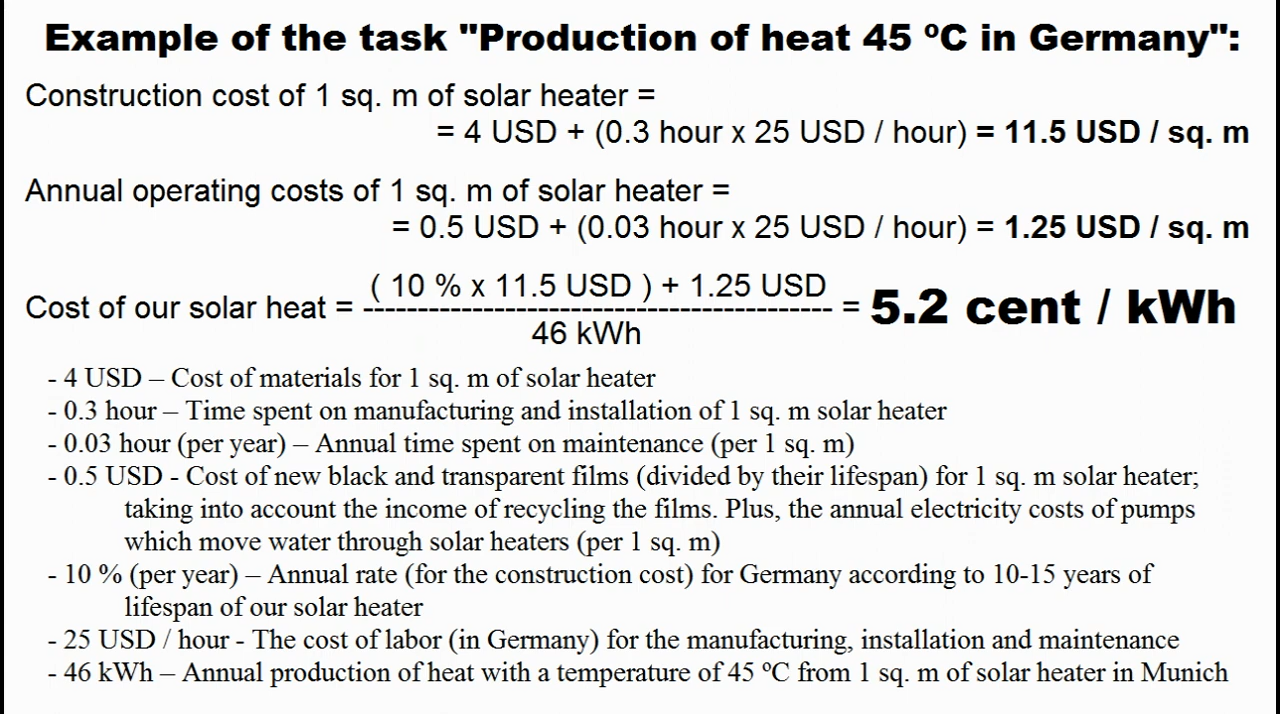 Example of the task "Production of heat 45 ºC in Germany":
Construction cost of 1 sq. m of solar heater =
= 4 USD + (0.3 hour x 25 USD / hour) = 11.5 USD / sq. m
Annual operating costs of 1 sq. m of solar heater =
= 0.5 USD + (0.03 hour x 25 USD / hour) = 1.25 USD / sq. m
( 10 % x 11.5 USD ) + 1.25 USD
Cost of our solar heat = ------------------------------------------ = 5.2 cent / kWh
46 kWh
- 4 USD – Cost of materials for 1 sq. m of solar heater
- 0.3 hour – Time spent on manufacturing and installation of 1 sq. m solar heater
- 0.03 hour (per year) – Annual time spent on maintenance (per 1 sq. m)
- 0.5 USD - Cost of new black and transparent films (divided by their lifespan) for 1 sq. m solar heater;
taking into account the income of recycling the films. Plus, the annual electricity costs of pumps
which move water through solar heaters (per 1 sq. m)
- 10 % (per year) – Annual rate (for the construction cost) for Germany according to 10-15 years of
lifespan of our solar heater
- 25 USD / hour - The cost of labor (in Germany) for the manufacturing, installation and maintenance
- 46 kWh – Annual production of heat with a temperature of 45 ºC from 1 sq. m of solar heater in Munich